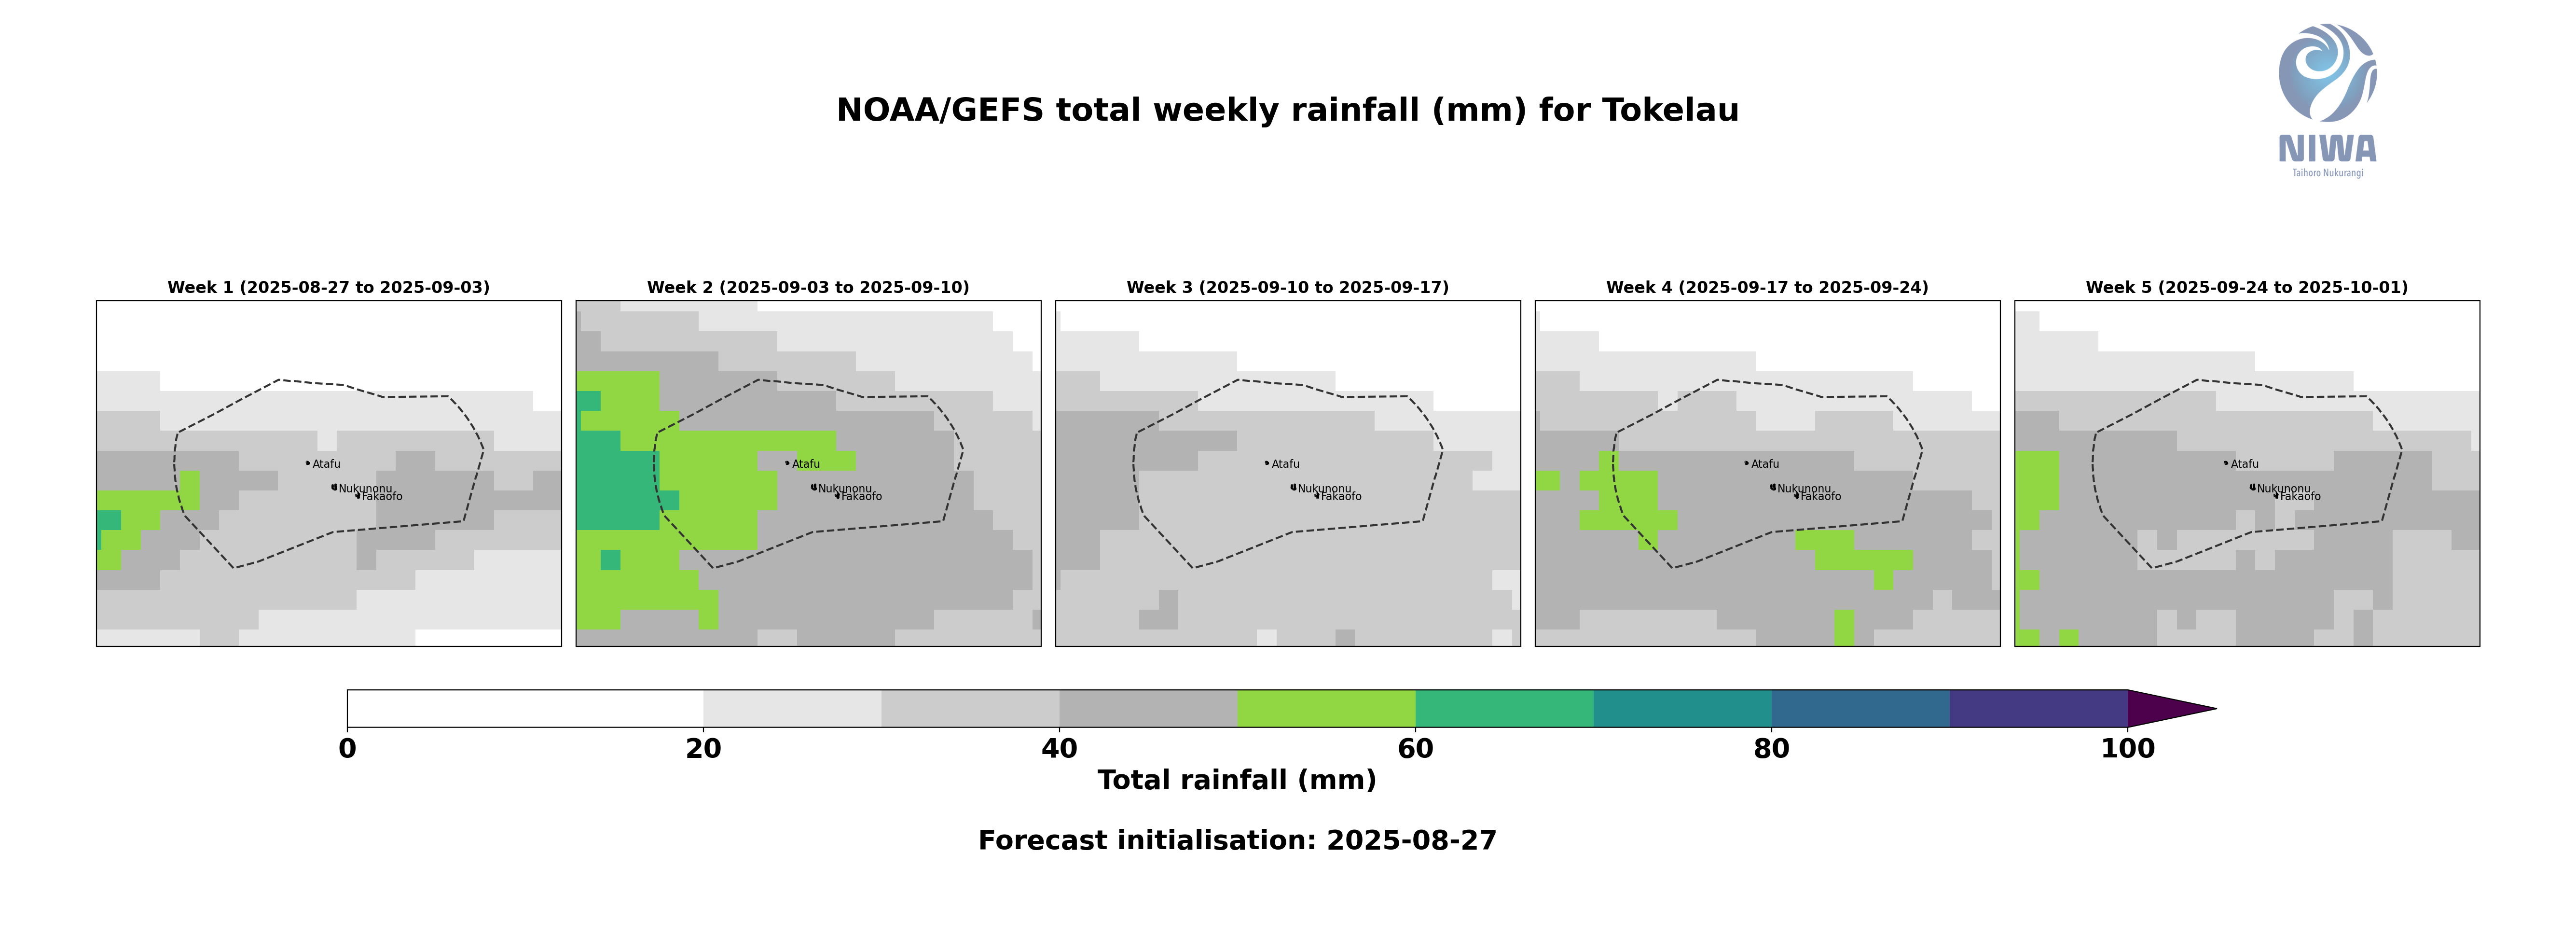 NOAA/GEFS total weekly rainfall (mm) for Tokelau
NIWA
Taihoro Nukurangi
Week 1 (2025-08-27 to 2025-09-03)
Week 2 (2025-09-03 to 2025-09-10)
Week 3 (2025-09-10 to 2025-09-17)
Week 4 (2025-09-17 to 2025-09-24)
Week 5 (2025-09-24 to 2025-10-01)
Atafu
Nukunonu
Fakaofo
Atafu
Nukunonu
Fakaofo
Atafu
Nukunonu
Fakaofo
Atafu
Nukunonu
Fakaofo
Atafu
Nukunonu
Fakaofo
0 20 40 60 80 100
Total rainfall (mm)
Forecast initialisation: 2025-08-27